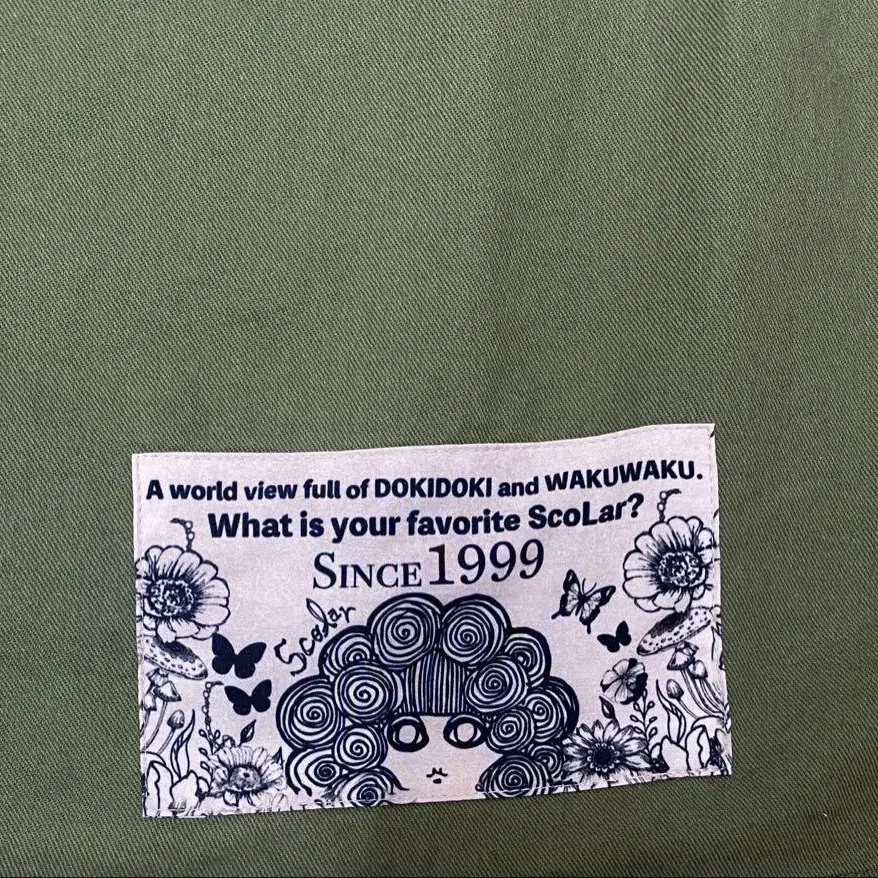 A world view full of DOKIDOKI and WAKUWAKU.
What is your favorite ScoLar?
SINCE 1999
Scolar